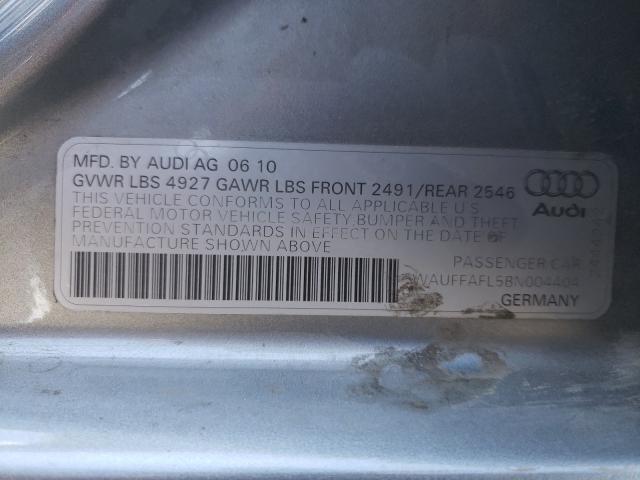 MFD. BY AUDI AG 06 10
GVWR LBS 4927 GAWR LBS FRONT 2491/REAR 2546
THIS VEHICLE CONFORMS TO ALL APPLICABLE U.S.
FEDERAL MOTOR VEHICLE SAFETY, BUMPER AND THEFT
PREVENTION STANDARDS IN EFFECT ON THE DATE OF
MANUFACTURE SHOWN ABOVE
Audi
PASSENGER CAR
WAUFFAFL5BN004404
GERMANY